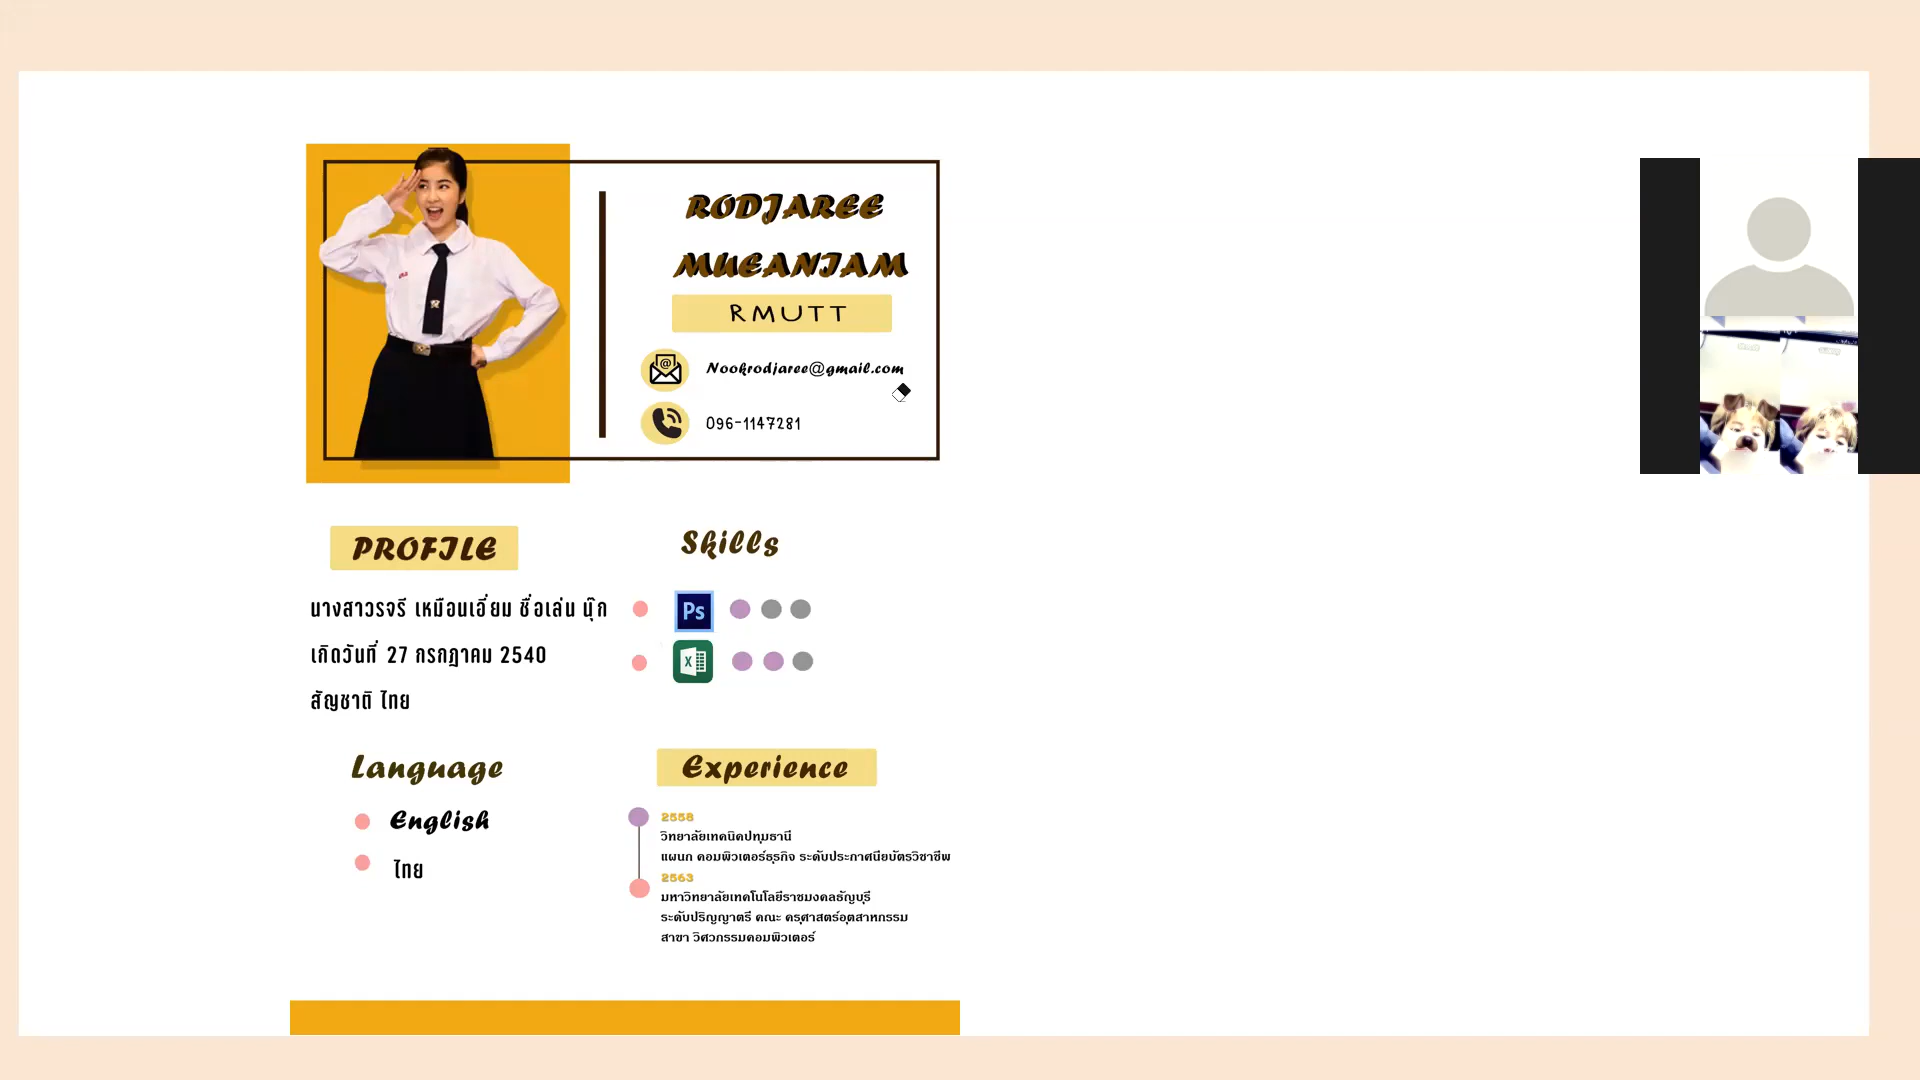 RODJAREE
MUEANIAM
RMUTT
Nookrodjaree@gmail.com
096-1147281
PROFILE
นางสาวรจรี เหมือนเอี่ยม ชื่อเล่น นุ๊ก
เกิดวันที่ 27 กรกฎาคม 2540
สัญชาติ ไทย
Skills
Ps
X
Language
English
ไทย
Experience
2558
วิทยาลัยเทคนิคปทุมธานี
แผนก คอมพิวเตอร์ธุรกิจ ระดับประกาศนียบัตรวิชาชีพ
2563
มหาวิทยาลัยเทคโนโลยีราชมงคลธัญบุรี
ระดับปริญญาตรี คณะ ครุศาสตร์อุตสาหกรรม
สาขา วิศวกรรมคอมพิวเตอร์